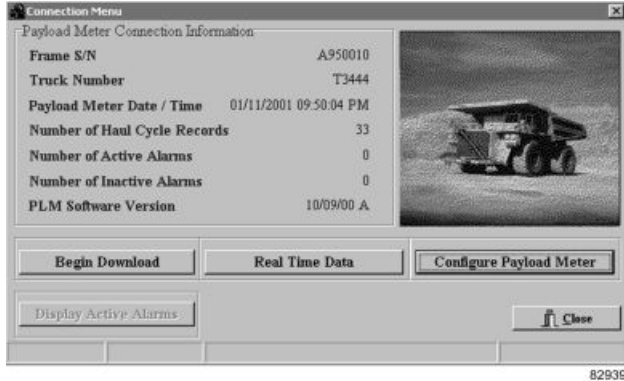 Connection Menu
Payload Meter Connection Information
Frame S/N A950010
Truck Number T3444
Payload Meter Date / Time 01/11/2001 09:50:04 PM
Number of Haul Cycle Records 33
Number of Active Alarms 0
Number of Inactive Alarms 0
PLM Software Version 10/09/00 A
Begin Download Real Time Data Configure Payload Meter
Display Active Alarms Close
82939